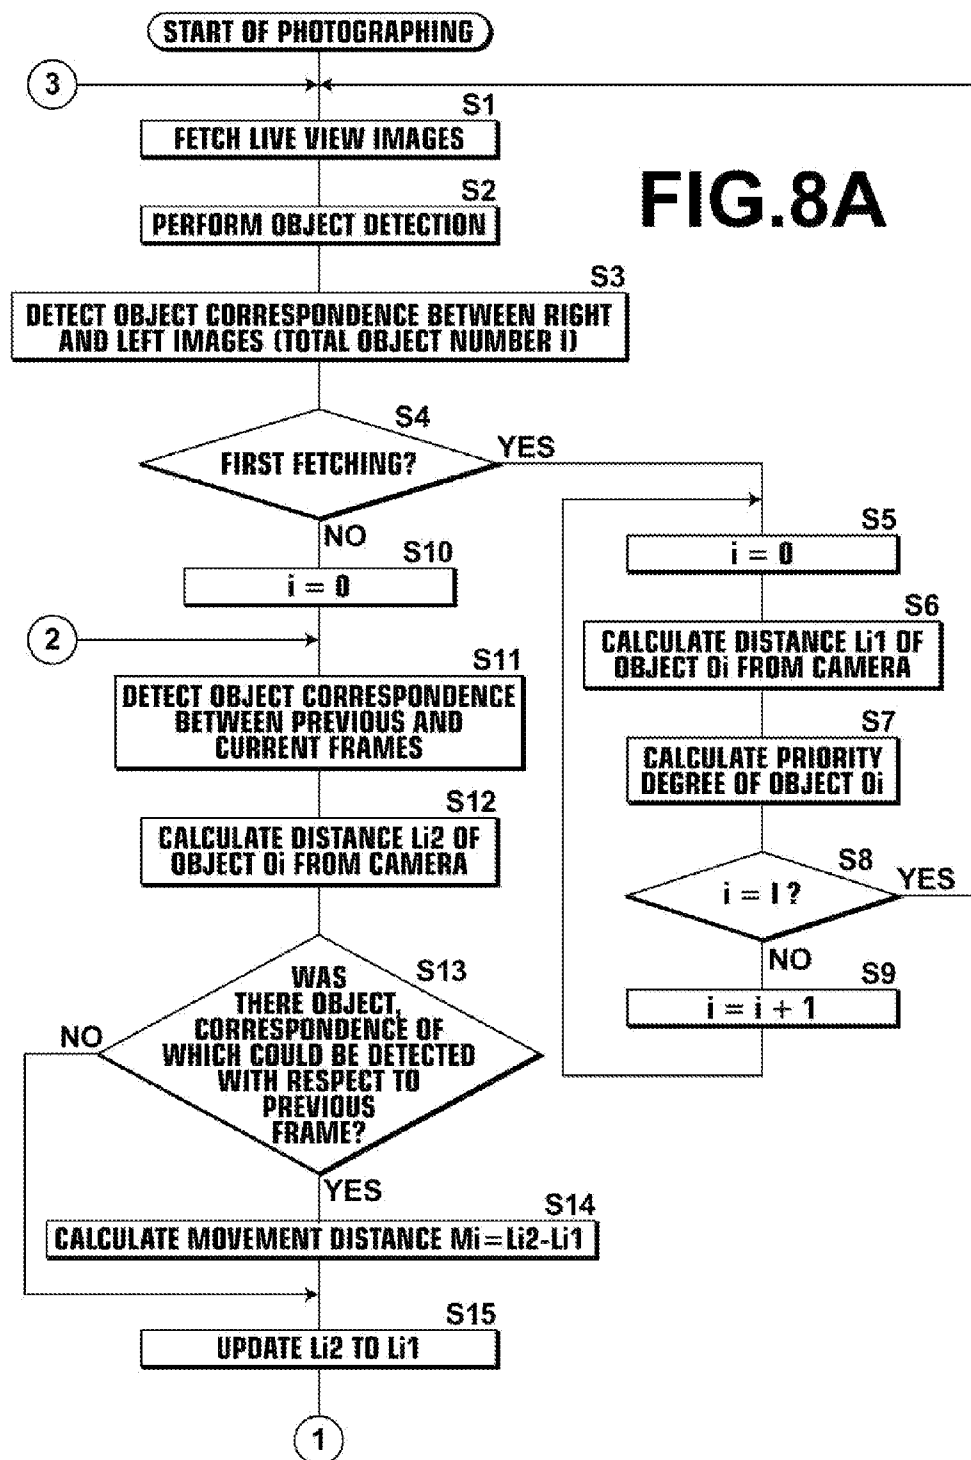 START OF PHOTOGRAPHING
3
S1
FETCH LIVE VIEW IMAGES
FIG.8A
S2
PERFORM OBJECT DETECTION
S3
DETECT OBJECT CORRESPONDENCE BETWEEN RIGHT
AND LEFT IMAGES (TOTAL OBJECT NUMBER I)
S4
FIRST FETCHING?
YES
NO
S5
i = 0
S6
CALCULATE DISTANCE Li1 OF
OBJECT Oi FROM CAMERA
S7
CALCULATE PRIORITY
DEGREE OF OBJECT Oi
S8
i = I ?
YES
NO
S9
i = i + 1
S10
i = 0
2
S11
DETECT OBJECT CORRESPONDENCE
BETWEEN PREVIOUS AND
CURRENT FRAMES
S12
CALCULATE DISTANCE Li2 OF
OBJECT Oi FROM CAMERA
S13
WAS
THERE OBJECT,
CORRESPONDENCE OF
WHICH COULD BE DETECTED
WITH RESPECT TO
PREVIOUS
FRAME?
NO
YES
S14
CALCULATE MOVEMENT DISTANCE Mi=Li2-Li1
S15
UPDATE Li2 TO Li1
1